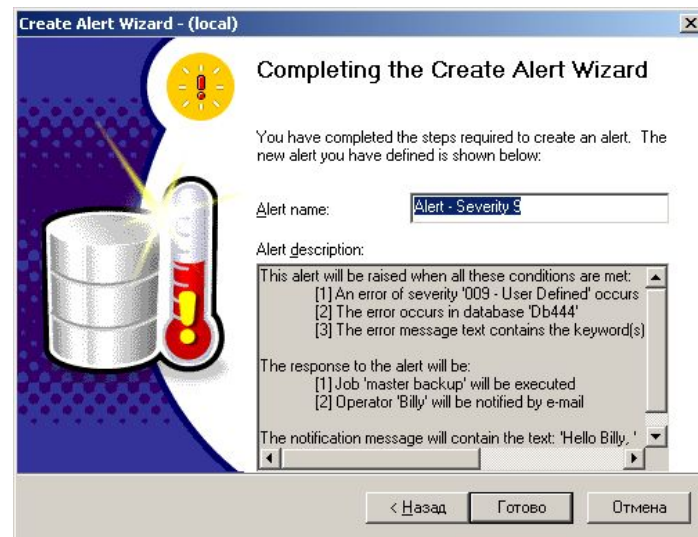 Create Alert Wizard - (local)
Completing the Create Alert Wizard
You have completed the steps required to create an alert. The
new alert you have defined is shown below:
Alert name:
Alert - Severity 9
Alert description:
This alert will be raised when all these conditions are met:
[1] An error of severity '009 - User Defined' occurs
[2] The error occurs in database 'Db444'
[3] The error message text contains the keyword(s)
The response to the alert will be:
[1] Job 'master backup' will be executed
[2] Operator 'Billy' will be notified by e-mail
The notification message will contain the text: 'Hello Billy, '
< Назад
Готово
Отмена